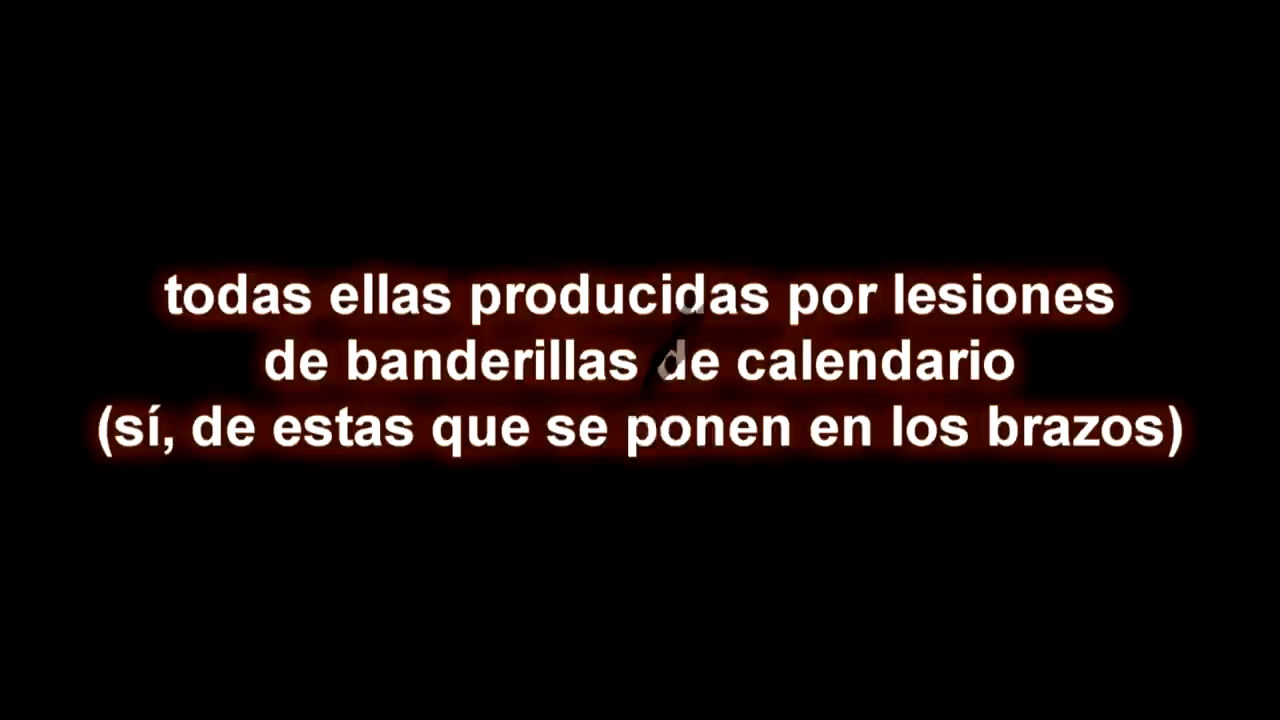 todas ellas producidas por lesiones
de banderillas de calendario
(sí, de estas que se ponen en los brazos)